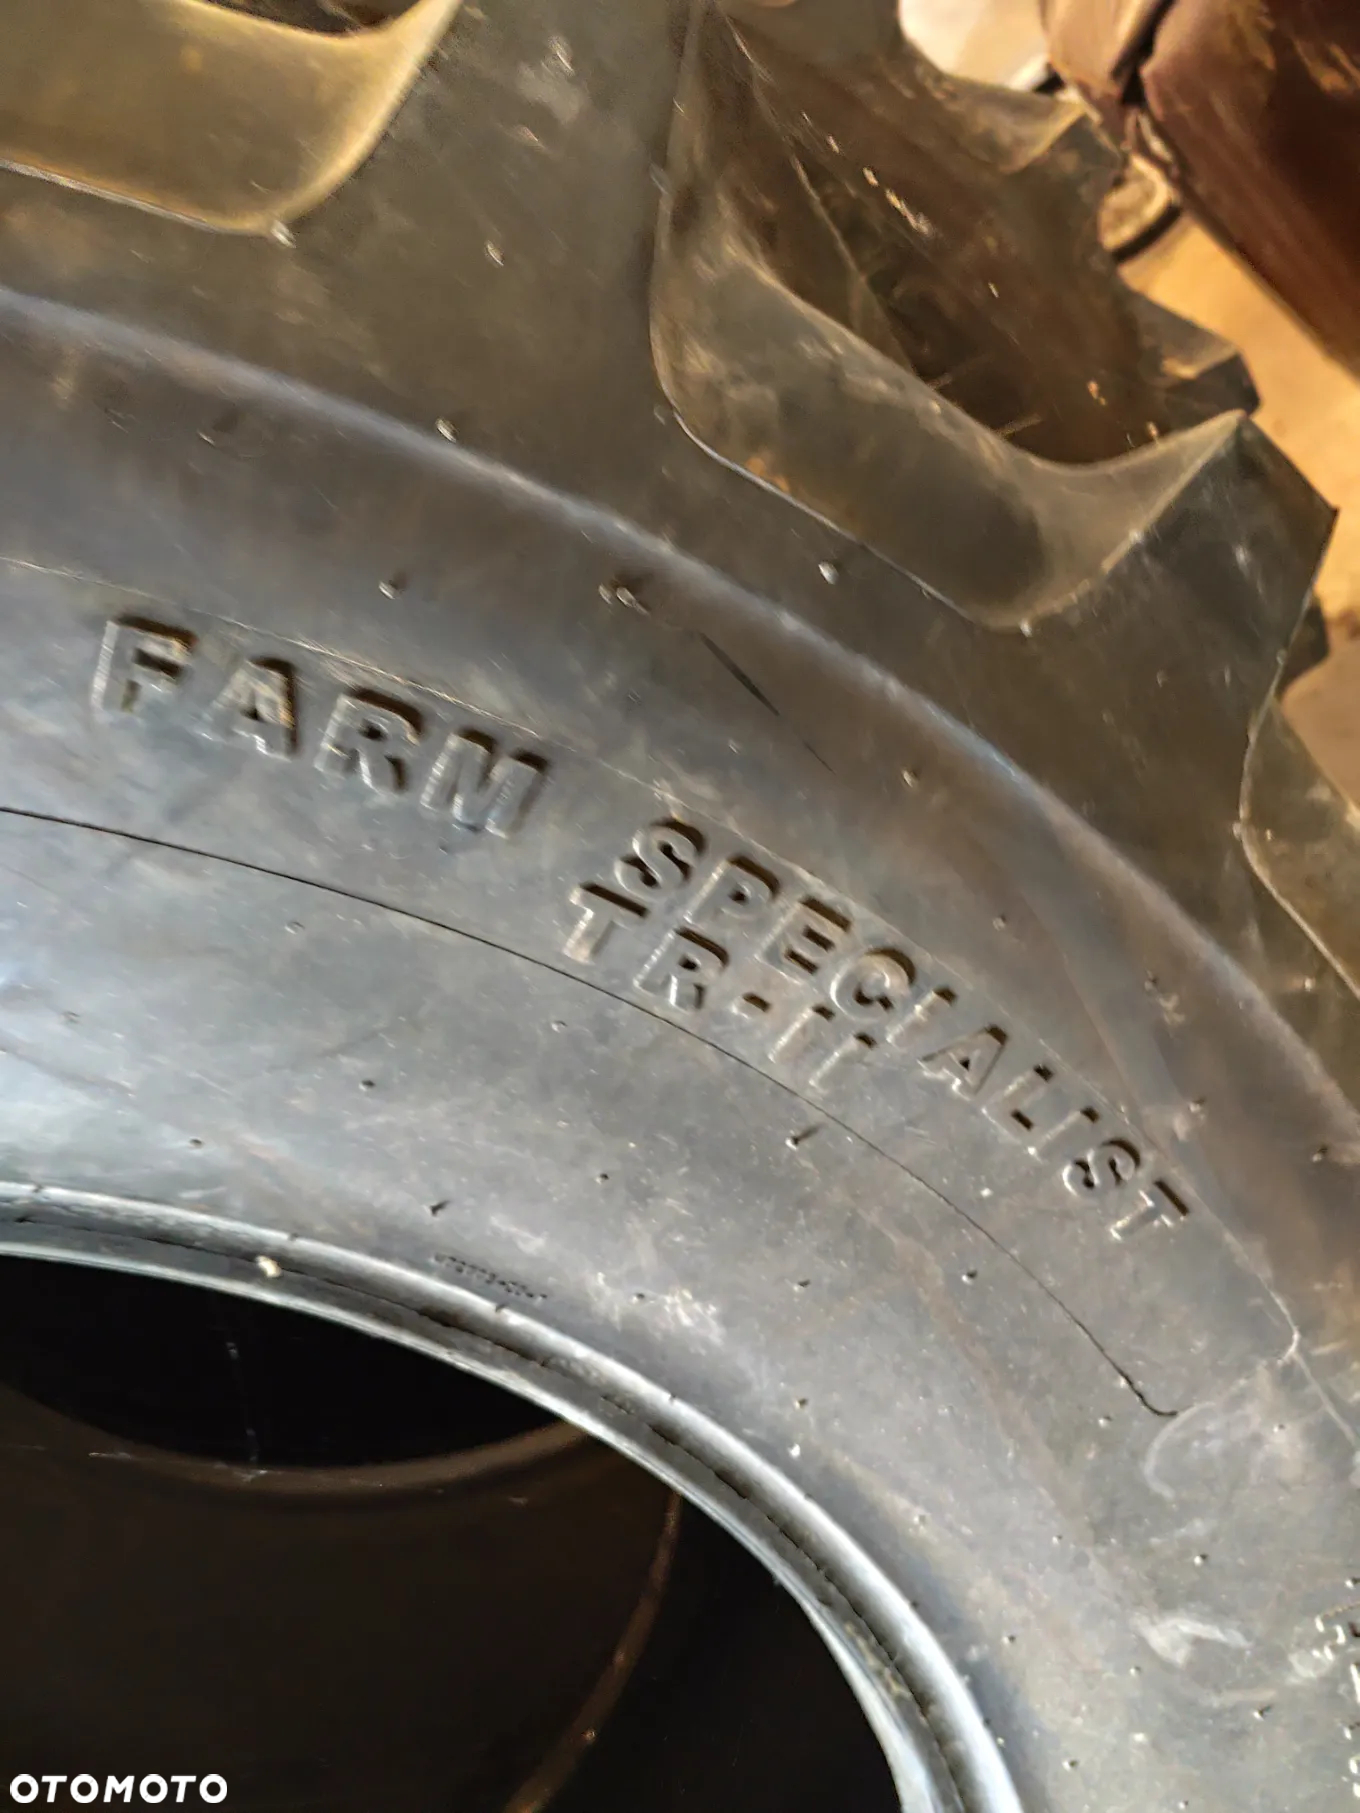 FARM SPECIALIST
TR-11
OTOMOTO